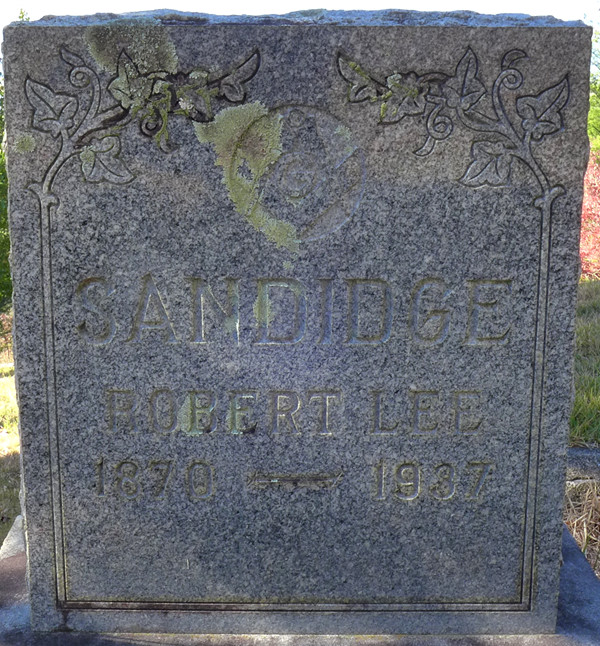 SANDIDGE
ROBERT LEE
1870 — 1937